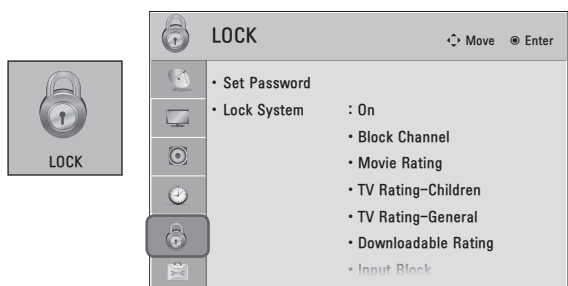 LOCK
LOCK Move Enter
• Set Password
• Lock System : On
• Block Channel
• Movie Rating
• TV Rating-Children
• TV Rating-General
• Downloadable Rating
• Input Block